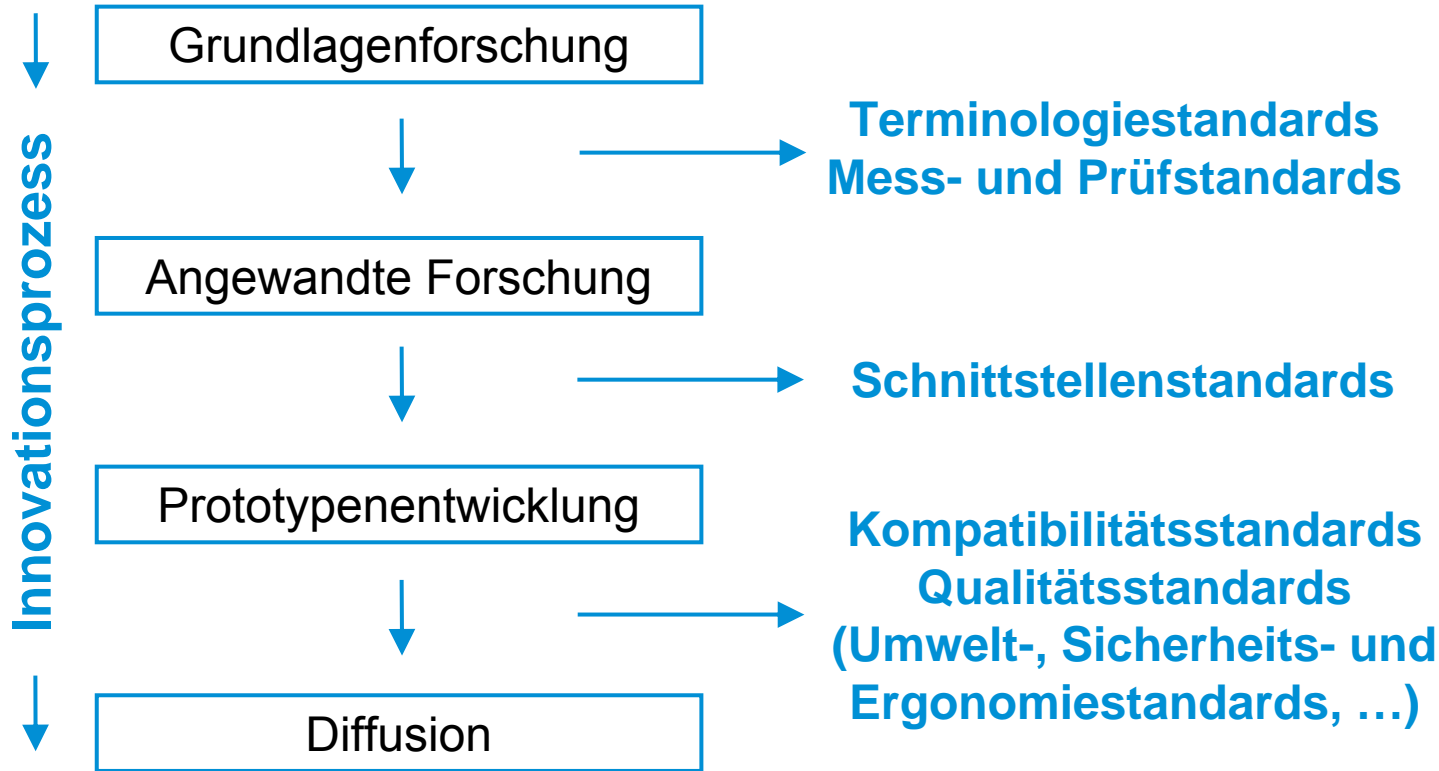 Innovationsprozess
Grundlagenforschung
Terminologiestandards
Mess- und Prüfstandards
Angewandte Forschung
Schnittstellenstandards
Prototypenentwicklung
Kompatibilitätsstandards
Qualitätsstandards
(Umwelt-, Sicherheits- und
Ergonomiestandards, …)
Diffusion